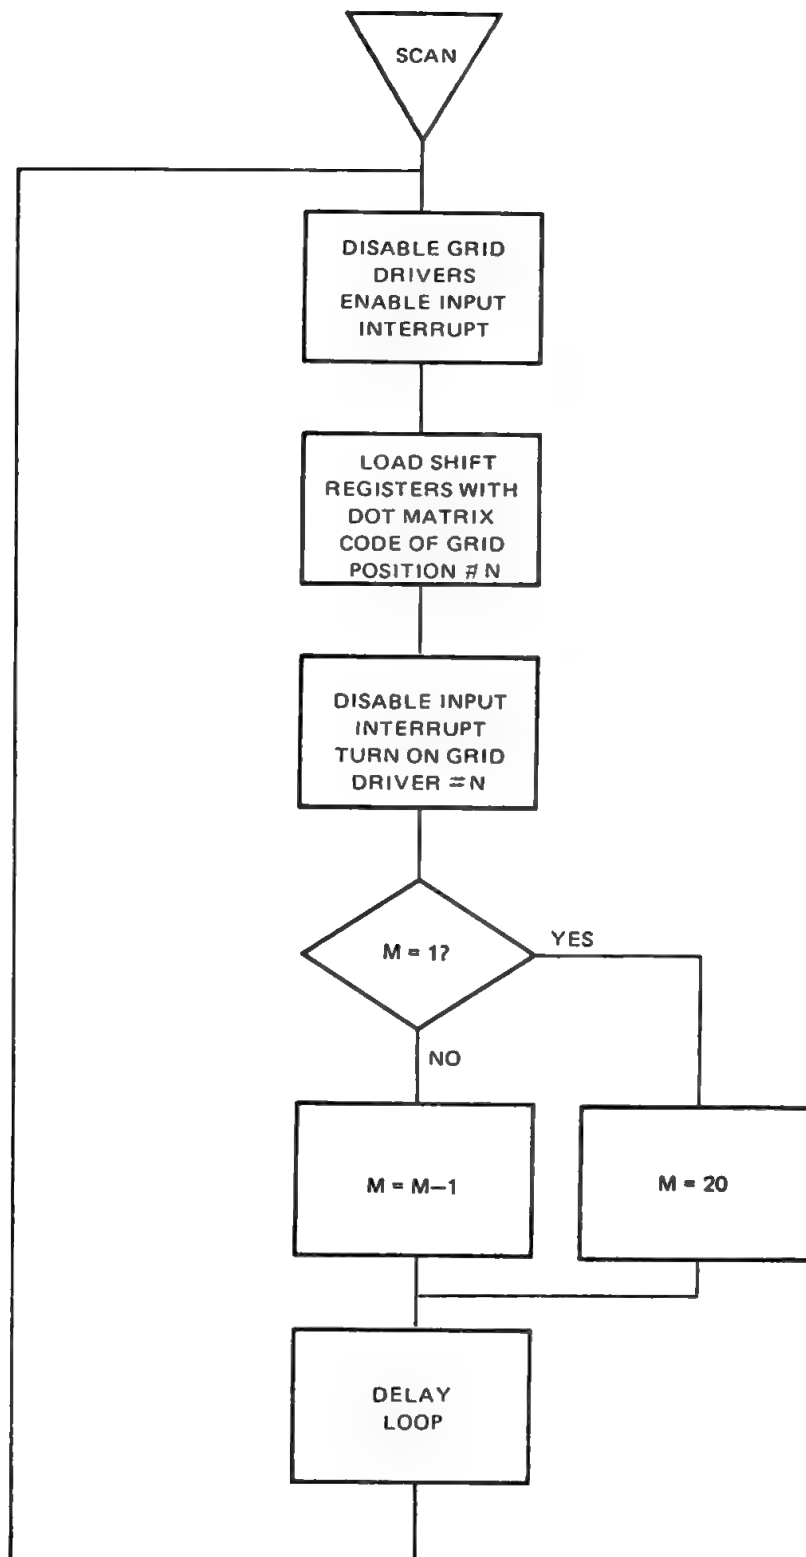 SCAN
DISABLE GRID
DRIVERS
ENABLE INPUT
INTERRUPT
LOAD SHIFT
REGISTERS WITH
DOT MATRIX
CODE OF GRID
POSITION # N
DISABLE INPUT
INTERRUPT
TURN ON GRID
DRIVER #N
M = 1?
YES
NO
M = M–1
M = 20
DELAY
LOOP